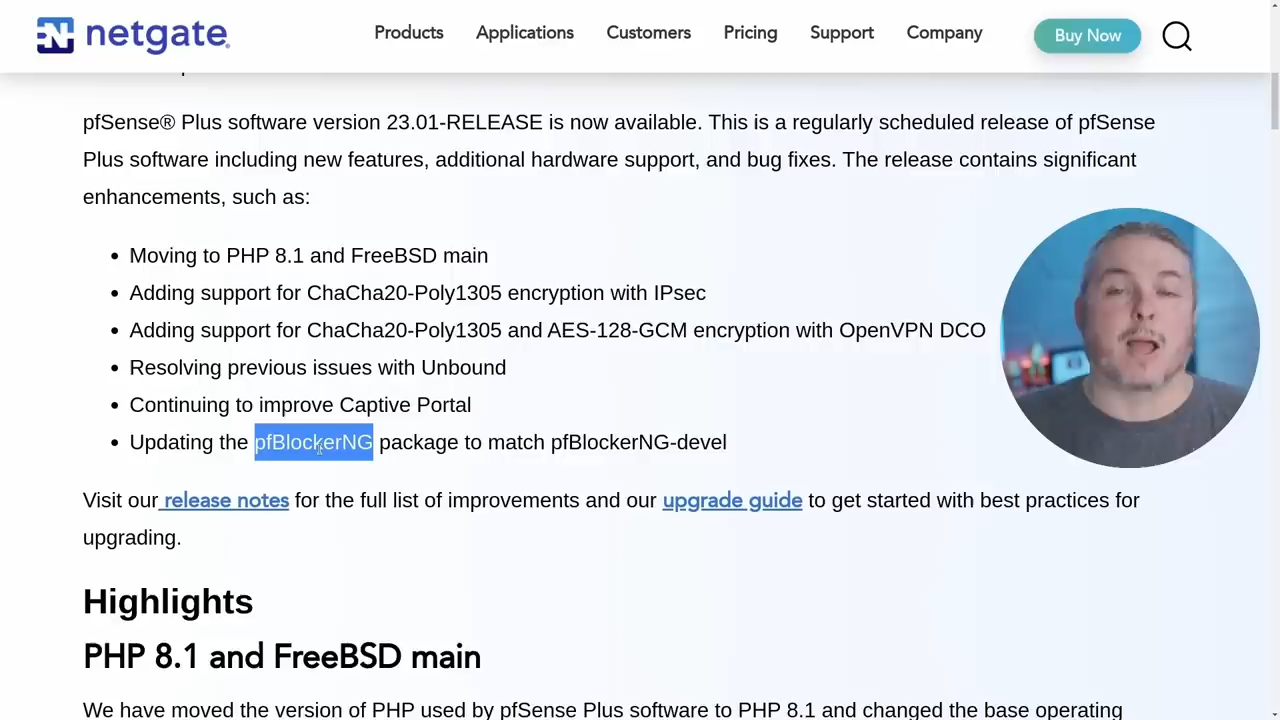 netgate
Products Applications Customers Pricing Support Company Buy Now
pfSense® Plus software version 23.01-RELEASE is now available. This is a regularly scheduled release of pfSense
Plus software including new features, additional hardware support, and bug fixes. The release contains significant
enhancements, such as:
• Moving to PHP 8.1 and FreeBSD main
• Adding support for ChaCha20-Poly1305 encryption with IPsec
• Adding support for ChaCha20-Poly1305 and AES-128-GCM encryption with OpenVPN DCO
• Resolving previous issues with Unbound
• Continuing to improve Captive Portal
• Updating the pfBlockerNG package to match pfBlockerNG-devel
Visit our release notes for the full list of improvements and our upgrade guide to get started with best practices for
upgrading.
Highlights
PHP 8.1 and FreeBSD main
We have moved the version of PHP used by pfSense Plus software to PHP 8.1 and changed the base operating